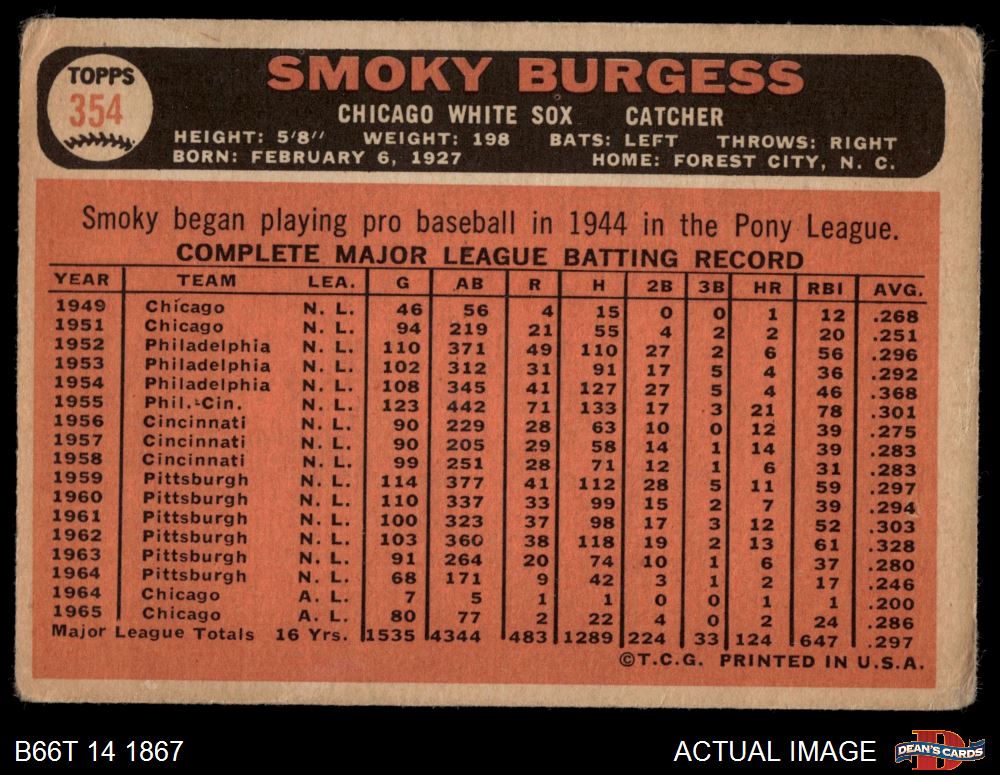 TOPPS
354
SMOKY BURGESS
CHICAGO WHITE SOX CATCHER
HEIGHT: 5'8'' WEIGHT: 198 BATS: LEFT THROWS: RIGHT
BORN: FEBRUARY 6, 1927 HOME: FOREST CITY, N. C.
Smoky began playing pro baseball in 1944 in the Pony League.
COMPLETE MAJOR LEAGUE BATTING RECORD
YEAR TEAM LEA. G AB R H 2B 3B HR RBI AVG.
1949 Chicago N. L. 46 56 4 15 0 0 1 12 .268
1951 Chicago N. L. 94 219 21 55 4 2 2 20 .251
1952 Philadelphia N. L. 110 371 49 110 27 2 6 56 .296
1953 Philadelphia N. L. 102 312 31 91 17 5 4 36 .292
1954 Philadelphia N. L. 108 345 41 127 27 5 4 46 .368
1955 Phil.-Cin. N. L. 123 442 71 133 17 3 21 78 .301
1956 Cincinnati N. L. 90 229 28 63 10 0 12 39 .275
1957 Cincinnati N. L. 90 205 29 58 14 1 14 39 .283
1958 Cincinnati N. L. 99 251 28 71 12 1 6 31 .283
1959 Pittsburgh N. L. 114 377 41 112 28 5 11 59 .297
1960 Pittsburgh N. L. 110 337 33 99 15 2 7 39 .294
1961 Pittsburgh N. L. 100 323 37 98 17 3 12 52 .303
1962 Pittsburgh N. L. 103 360 38 118 19 2 13 61 .328
1963 Pittsburgh N. L. 91 264 20 74 10 1 6 37 .280
1964 Pittsburgh N. L. 68 171 9 42 3 1 2 17 .246
1964 Chicago A. L. 7 5 1 1 0 0 1 1 .200
1965 Chicago A. L. 80 77 2 22 4 0 2 24 .286
Major League Totals 16 Yrs. 1535 4344 483 1289 224 33 124 647 .297
©T.C.G. PRINTED IN U.S.A.
B66T 14 1867 ACTUAL IMAGE DEAN'S CARDS